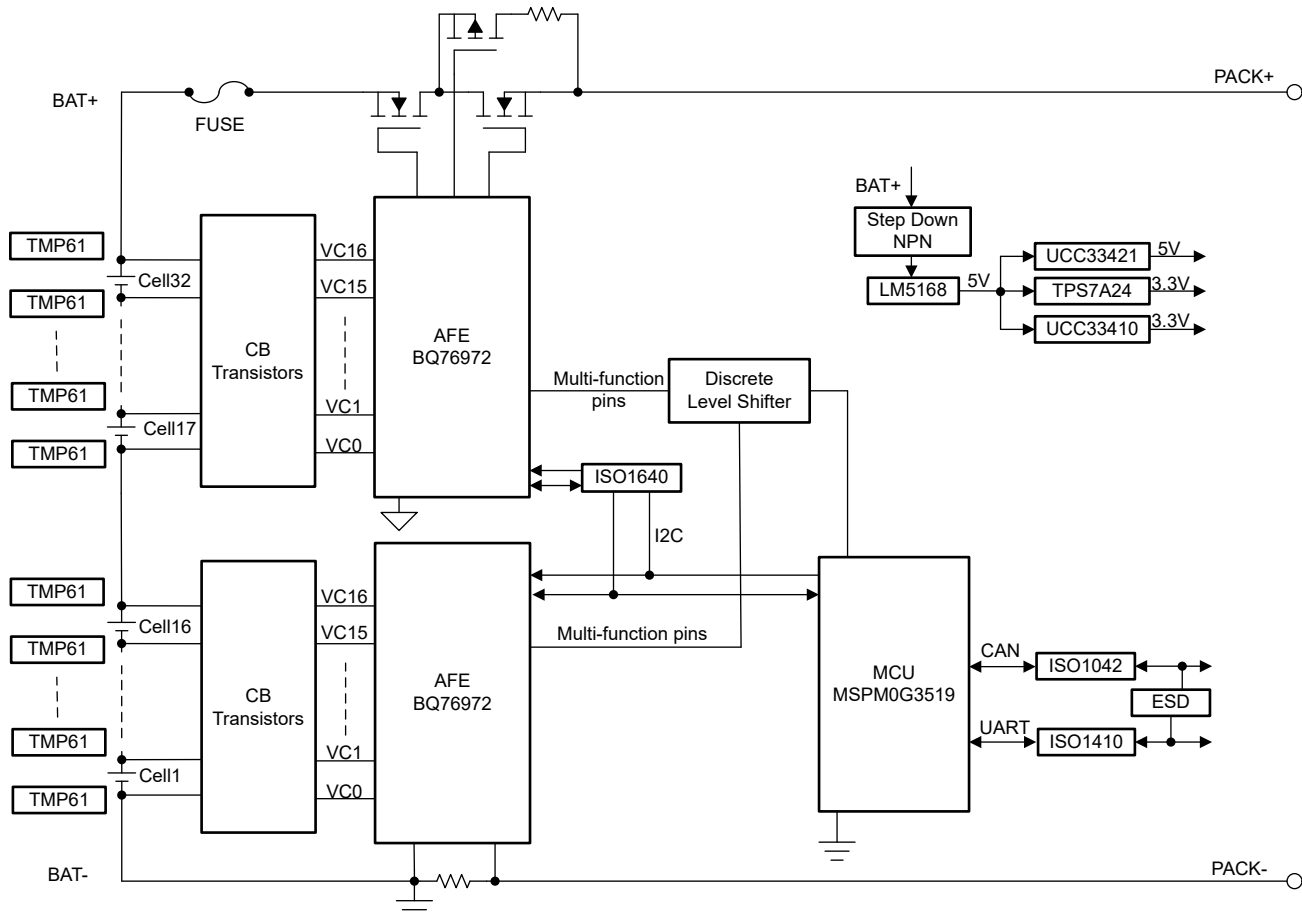 PACK+
BAT+
FUSE
BAT+
Step Down
NPN
LM5168
5V
UCC33421
5V
TPS7A24
3.3V
UCC33410
3.3V
TMP61
TMP61
TMP61
TMP61
Cell32
Cell17
CB
Transistors
VC16
VC15
VC1
VC0
AFE
BQ76972
Multi-function
pins
Discrete
Level Shifter
ISO1640
I2C
TMP61
TMP61
TMP61
TMP61
Cell16
Cell1
CB
Transistors
VC16
VC15
VC1
VC0
AFE
BQ76972
Multi-function pins
MCU
MSPM0G3519
CAN
ISO1042
ESD
UART
ISO1410
BAT-
PACK-